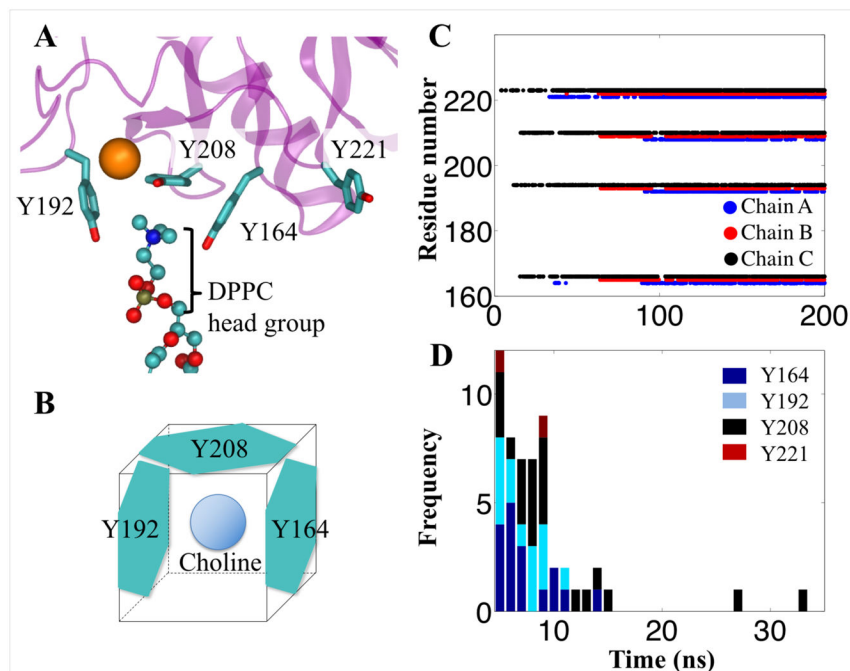 A
Y208
Y221
Y192
Y164
DPPC
head group
B
Y208
Y192
Y164
Choline
C
Residue number
220
200
180
160
0
100
200
Chain A
Chain B
Chain C
D
Frequency
10
5
0
10
20
30
Time (ns)
Y164
Y192
Y208
Y221